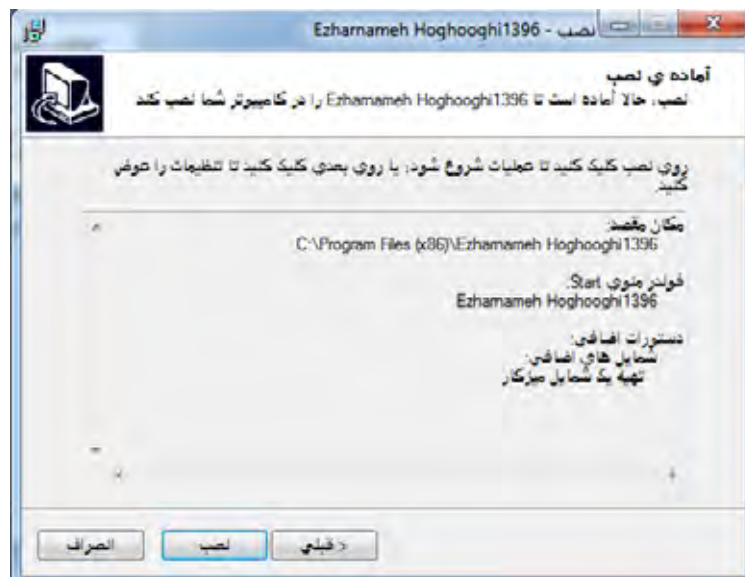 نصب - Ezharnameh Hoghooghi1396
آماده ي نصب
نصب، حالا آماده است تا Ezharnameh Hoghooghi1396 را در کامپیوتر شما نصب کند
روی نصب کلیک کنید تا عملیات شروع شود; یا روی بعدی کلیک کنید تا تنظیمات را عوض
کنید.
مکان مقصد:
C:\Program Files (x86)\Ezharnameh Hoghooghi1396
فولدر منوی Start:
Ezharnameh Hoghooghi1396
دستورات اضافی:
شمایل های اضافی:
تهیه یک شمایل میزکار
< قبلي
نصب
انصراف